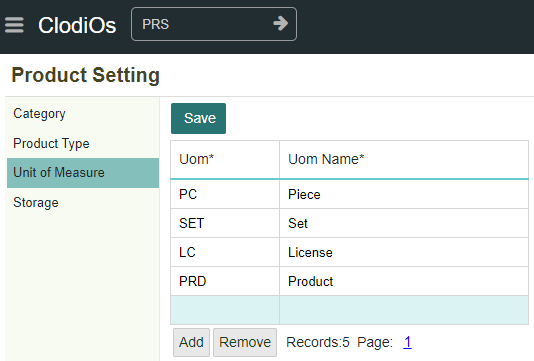 ClodiOs PRS
Product Setting
Category
Product Type
Unit of Measure
Storage
Save
Uom* Uom Name*
PC Piece
SET Set
LC License
PRD Product
Add Remove Records:5 Page: 1